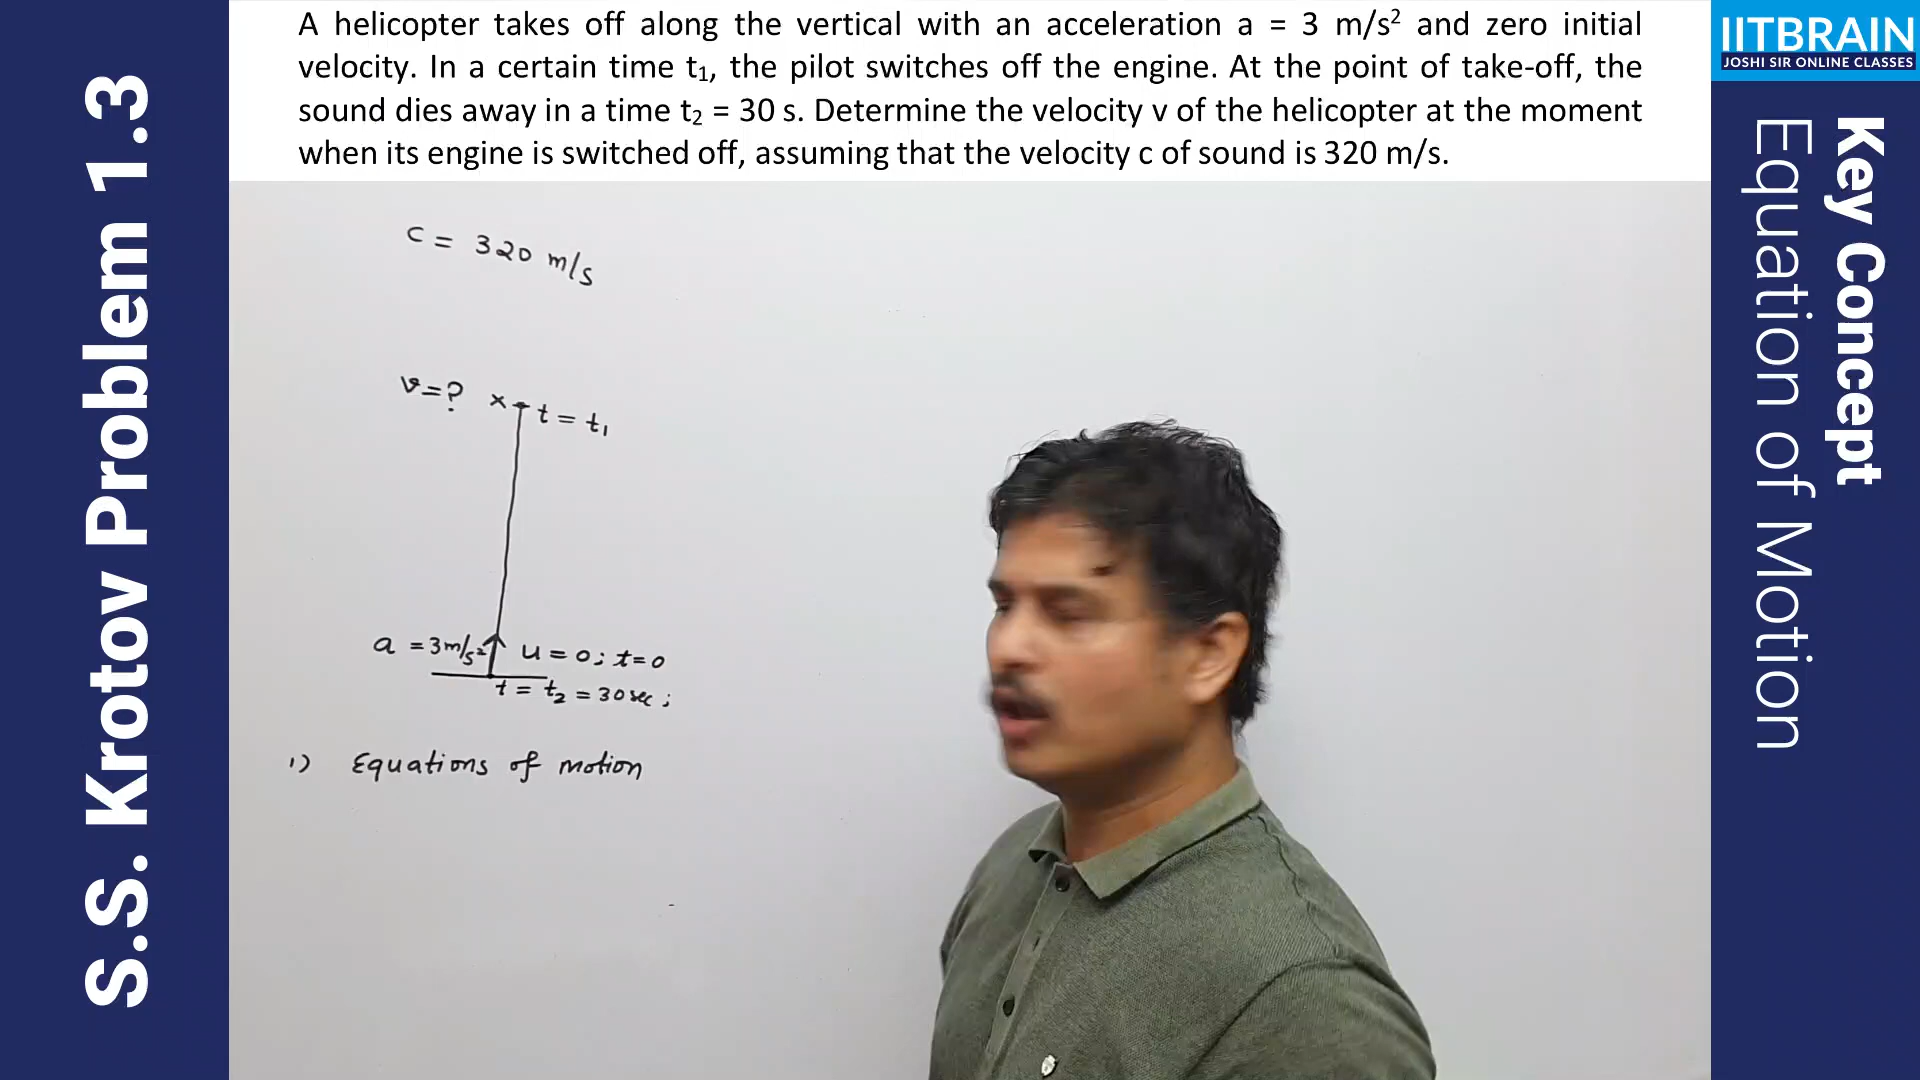 A helicopter takes off along the vertical with an acceleration a = 3 m/s² and zero initial
velocity. In a certain time t₁, the pilot switches off the engine. At the point of take-off, the
sound dies away in a time t₂ = 30 s. Determine the velocity v of the helicopter at the moment
when its engine is switched off, assuming that the velocity c of sound is 320 m/s.
IITBRAIN
JOSHI SIR ONLINE CLASSES
S.S. Krotov Problem 1.3
Key Concept
Equation of Motion
c = 320 m/s
v=? x t = t₁
a = 3m/s² u = 0; t=0
t = t₂ = 30 sec;
1) Equations of motion